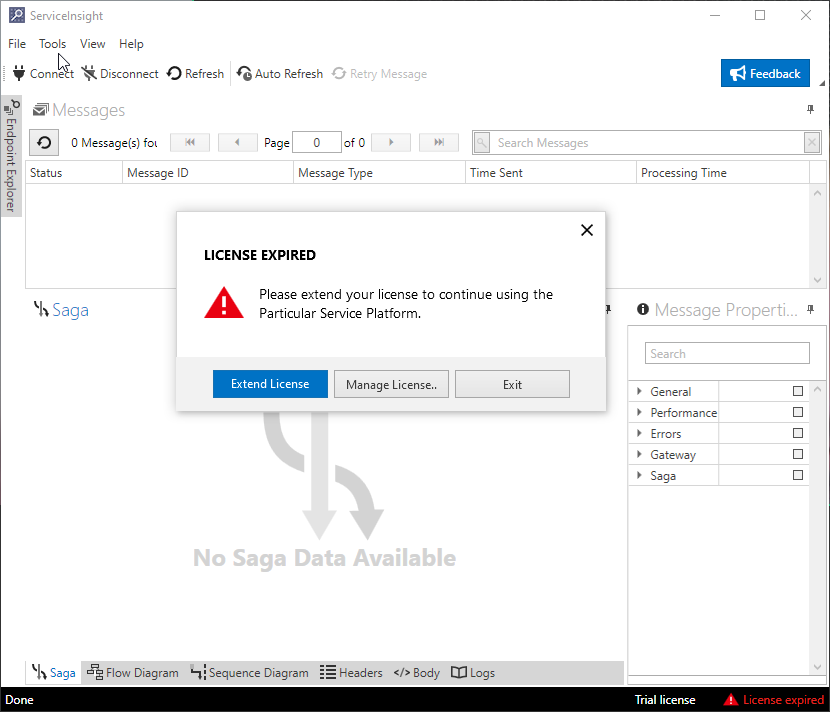 ServiceInsight
File Tools View Help
Connect Disconnect Refresh Auto Refresh Retry Message Feedback
Endpoint Explorer
Messages
0 Message(s) fou Page 0 of 0 Search Messages
Status Message ID Message Type Time Sent Processing Time
LICENSE EXPIRED
Please extend your license to continue using the
Particular Service Platform.
Extend License Manage License.. Exit
Saga
Message Properti...
Search
General
Performance
Errors
Gateway
Saga
No Saga Data Available
Saga Flow Diagram Sequence Diagram Headers </> Body Logs
Done Trial license License expired